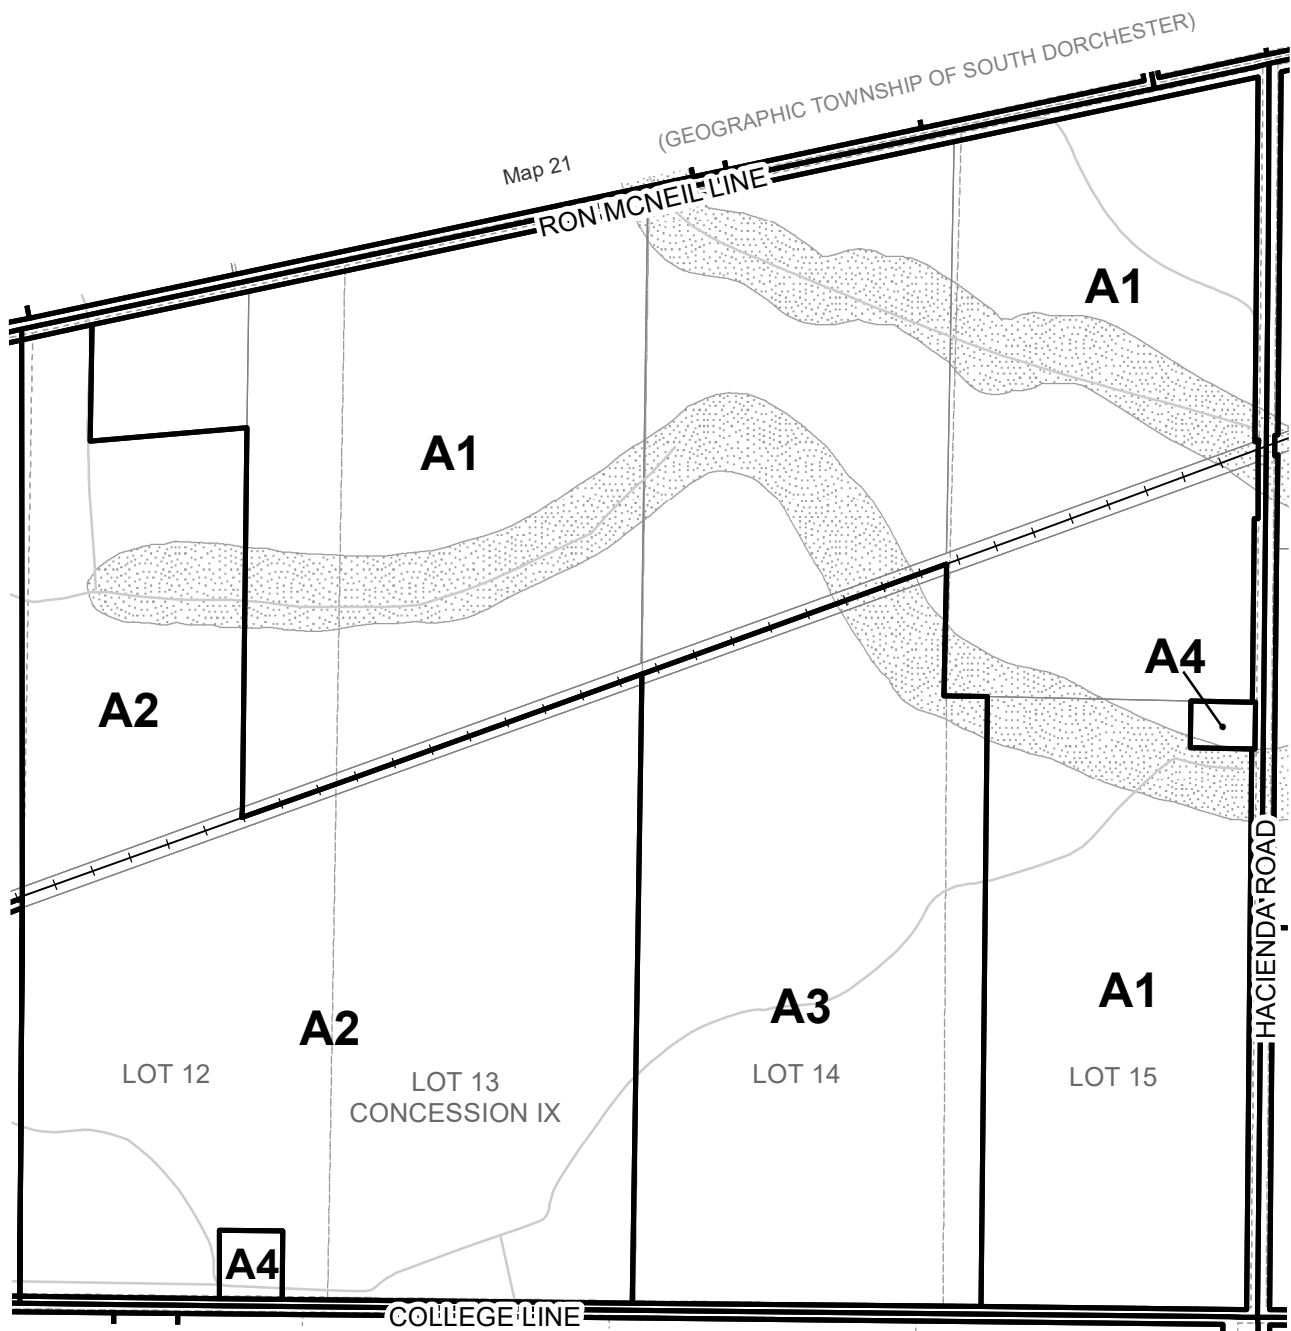 (GEOGRAPHIC TOWNSHIP OF SOUTH DORCHESTER)
Map 21
RON MCNEIL LINE
A1
A1
A4
A2
HACIENDA ROAD
A3
A1
A2
LOT 12
LOT 13
CONCESSION IX
LOT 14
LOT 15
A4
COLLEGE LINE